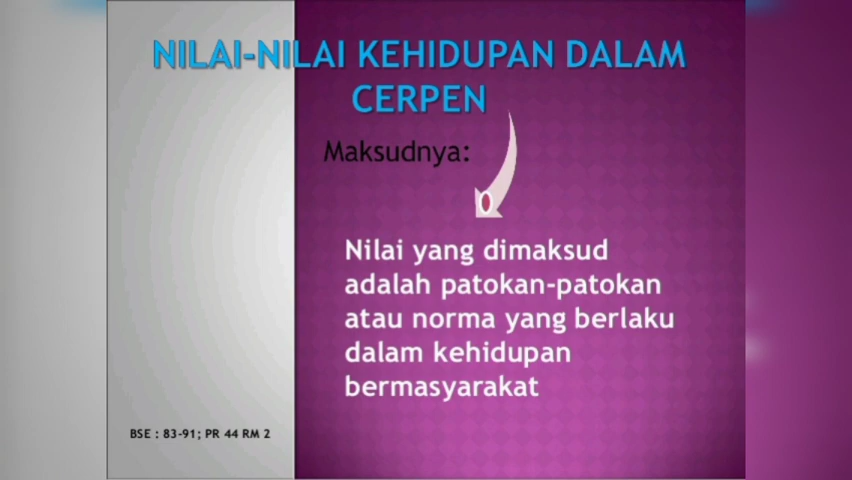 NILAI-NILAI KEHIDUPAN DALAM
CERPEN
Maksudnya:
Nilai yang dimaksud
adalah patokan-patokan
atau norma yang berlaku
dalam kehidupan
bermasyarakat
BSE : 83-91; PR 44 RM 2